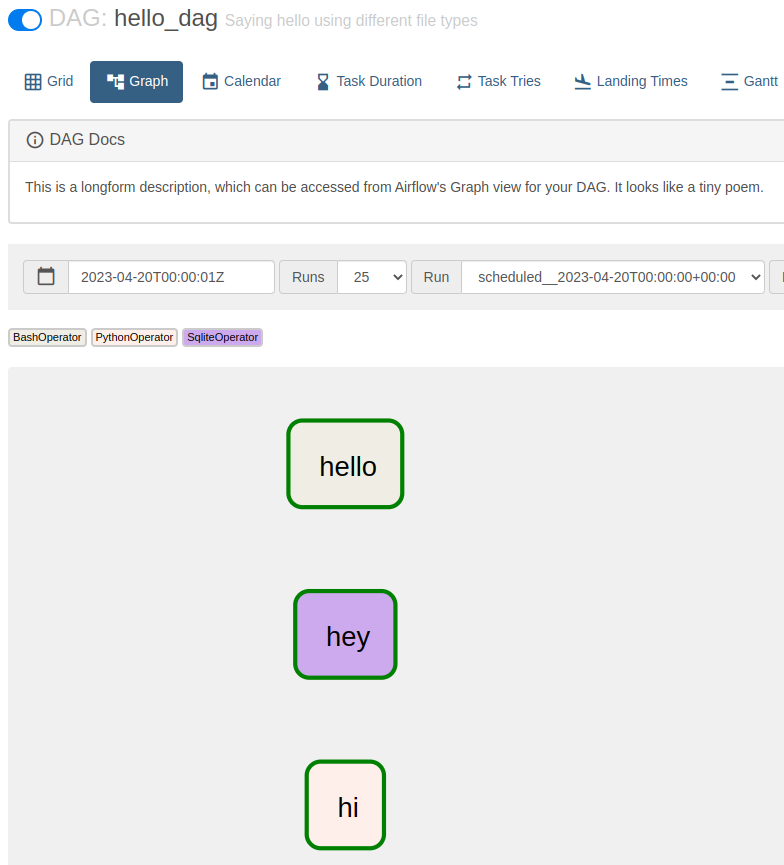 DAG: hello_dag Saying hello using different file types
Grid Graph Calendar Task Duration Task Tries Landing Times Gantt
DAG Docs
This is a longform description, which can be accessed from Airflow's Graph view for your DAG. It looks like a tiny poem.
2023-04-20T00:00:01Z Runs 25 Run scheduled__2023-04-20T00:00:00+00:00
BashOperator PythonOperator SqliteOperator
hello
hey
hi